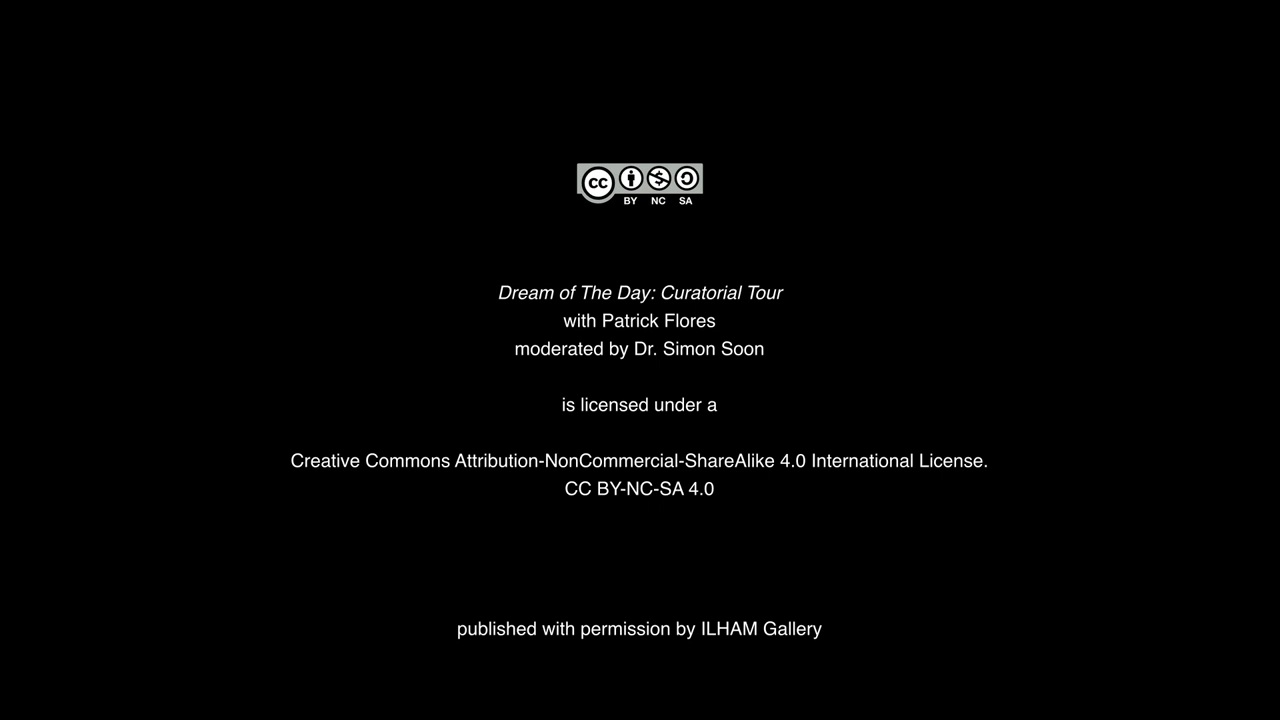 cc
BY NC SA
Dream of The Day: Curatorial Tour
with Patrick Flores
moderated by Dr. Simon Soon
is licensed under a
Creative Commons Attribution-NonCommercial-ShareAlike 4.0 International License.
CC BY-NC-SA 4.0
published with permission by ILHAM Gallery